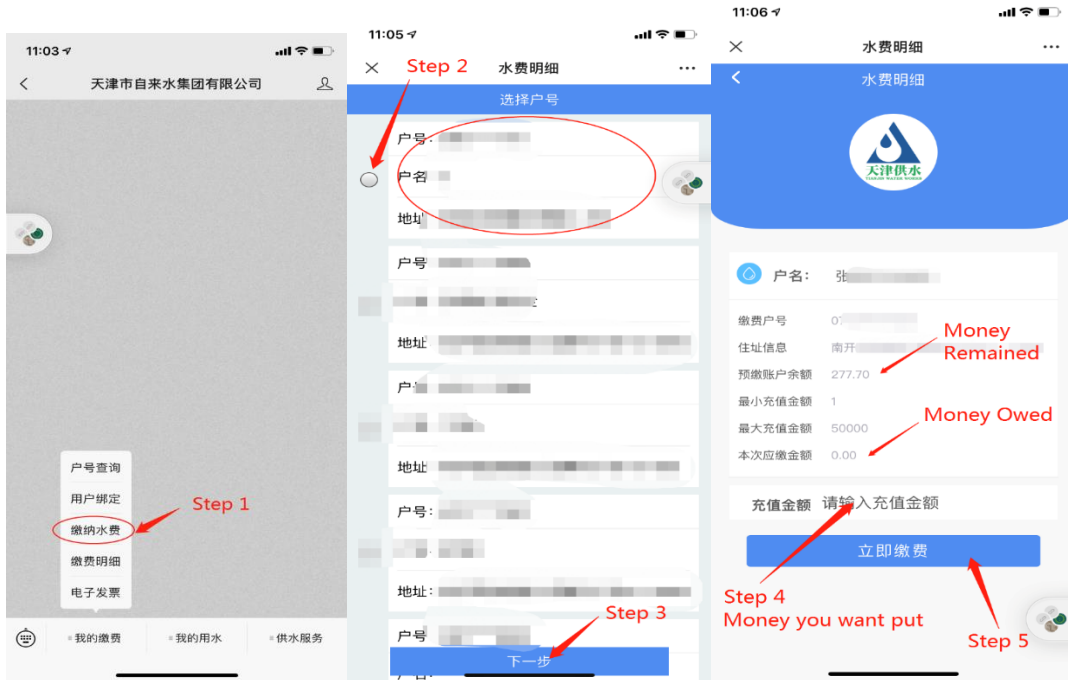 11:03
天津市自来水集团有限公司
户号查询
用户绑定
缴纳水费
Step 1
缴费明细
电子发票
我的缴费
我的用水
供水服务
11:05
Step 2
水费明细
选择户号
户号:
户名
地址
户号
地址
户
地址
户号:
地址:
Step 3
户号
下一步
11:06
水费明细
水费明细
天津供水
户名: 张
缴费户号 07
住址信息 南开
预缴账户余额 277.70
Money
Remained
最小充值金额 1
最大充值金额 50000
Money Owed
本次应缴金额 0.00
充值金额 请输入充值金额
立即缴费
Step 4
Money you want put
Step 5